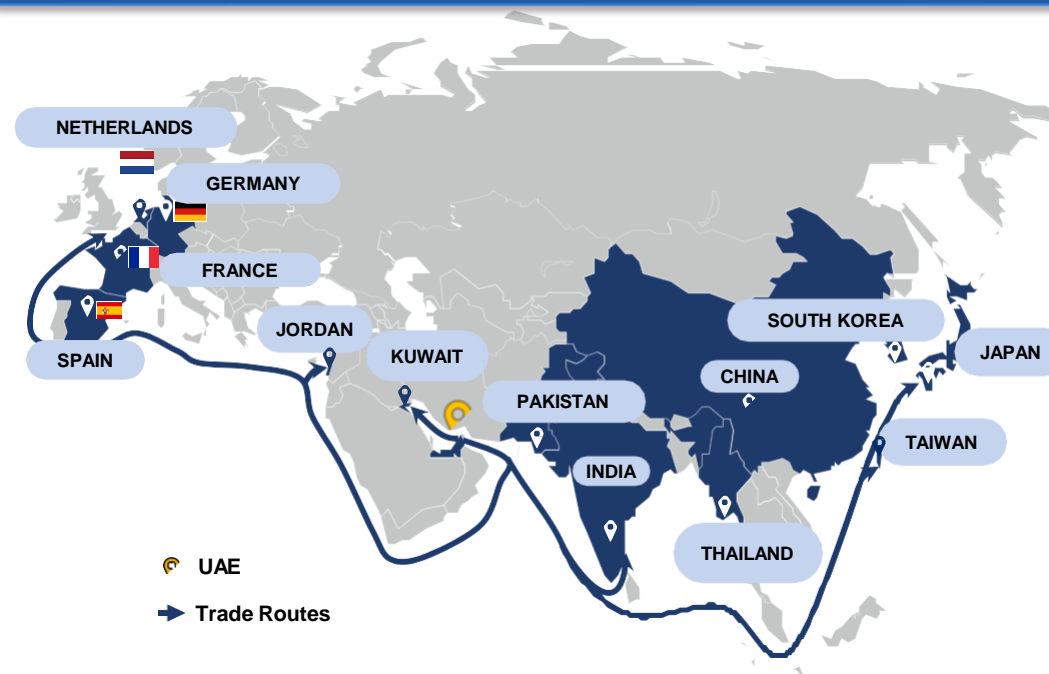 NETHERLANDS
GERMANY
FRANCE
SPAIN
JORDAN
KUWAIT
PAKISTAN
INDIA
CHINA
SOUTH KOREA
JAPAN
TAIWAN
THAILAND
UAE
Trade Routes